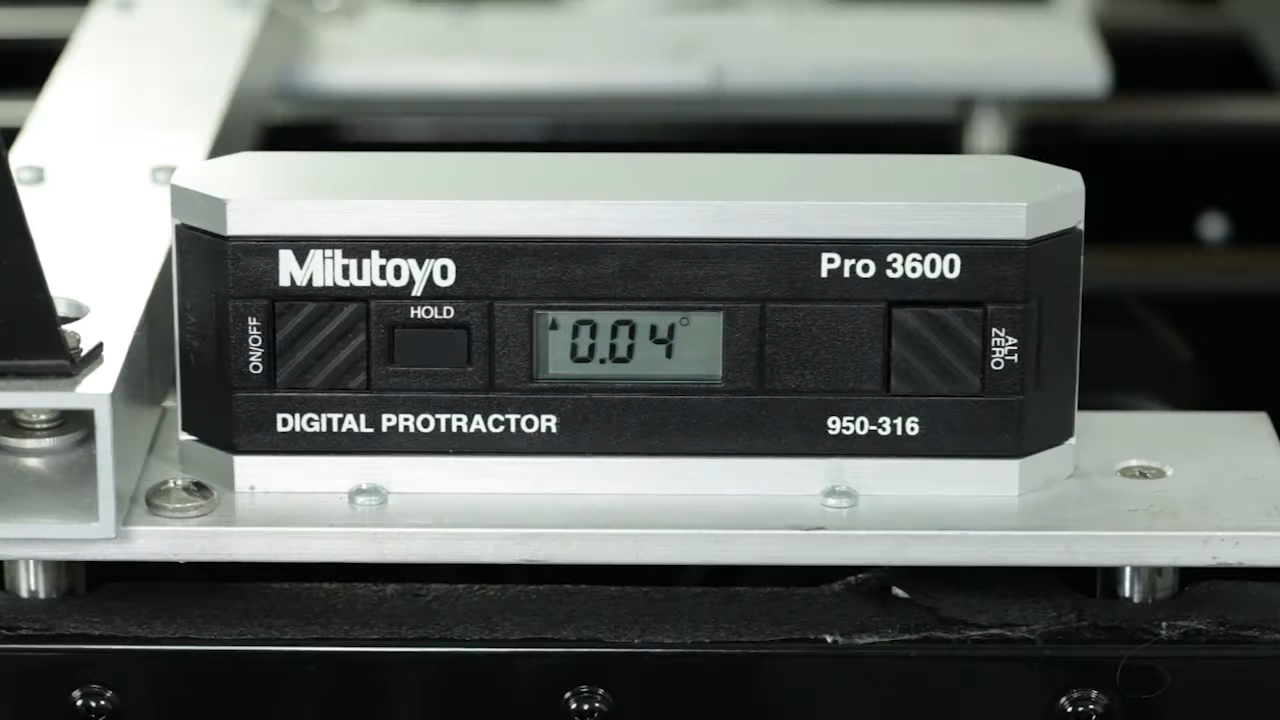 Mitutoyo
Pro 3600
HOLD
ON/OFF
0.04°
ALT
ZERO
DIGITAL PROTRACTOR
950-316